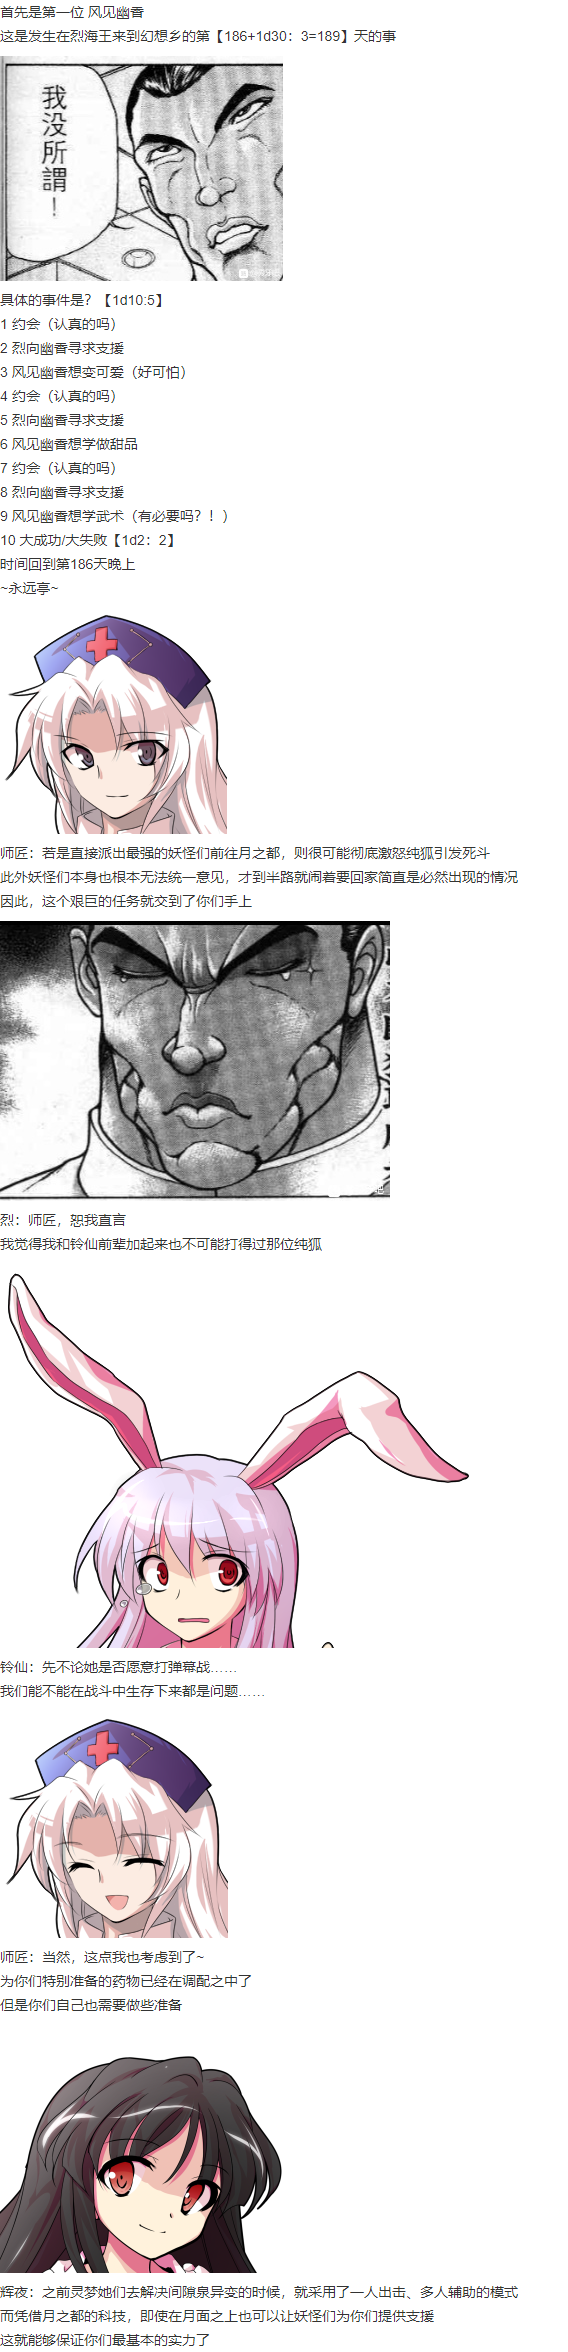 首先是第一位 风见幽香
这是发生在烈海王来到幻想乡的第【186+1d30：3=189】天的事
我没所謂！
具体的事件是？【1d10:5】
1 约会（认真的吗）
2 烈向幽香寻求支援
3 风见幽香想变可爱（好可怕）
4 约会（认真的吗）
5 烈向幽香寻求支援
6 风见幽香想学做甜品
7 约会（认真的吗）
8 烈向幽香寻求支援
9 风见幽香想学武术（有必要吗？！）
10 大成功/大失败【1d2：2】
时间回到第186天晚上
~永远亭~
师匠：若是直接派出最强的妖怪们前往月之都，则很可能彻底激怒纯狐引发死斗
此外妖怪们本身也根本无法统一意见，才到半路就闹着要回家简直是必然出现的情况
因此，这个艰巨的任务就交到了你们手上
烈：师匠，恕我直言
我觉得我和铃仙前辈加起来也不可能打得过那位纯狐
铃仙：先不论她是否愿意打弹幕战……
我们能不能在战斗中生存下来都是问题……
师匠：当然，这点我也考虑到了~
为你们特别准备的药物已经在调配之中了
但是你们自己也需要做些准备
辉夜：之前灵梦她们去解决间隙泉异变的时候，就采用了一人出击、多人辅助的模式
而凭借月之都的科技，即使在月面之上也可以让妖怪们为你们提供支援
这就能够保证你们最基本的实力了